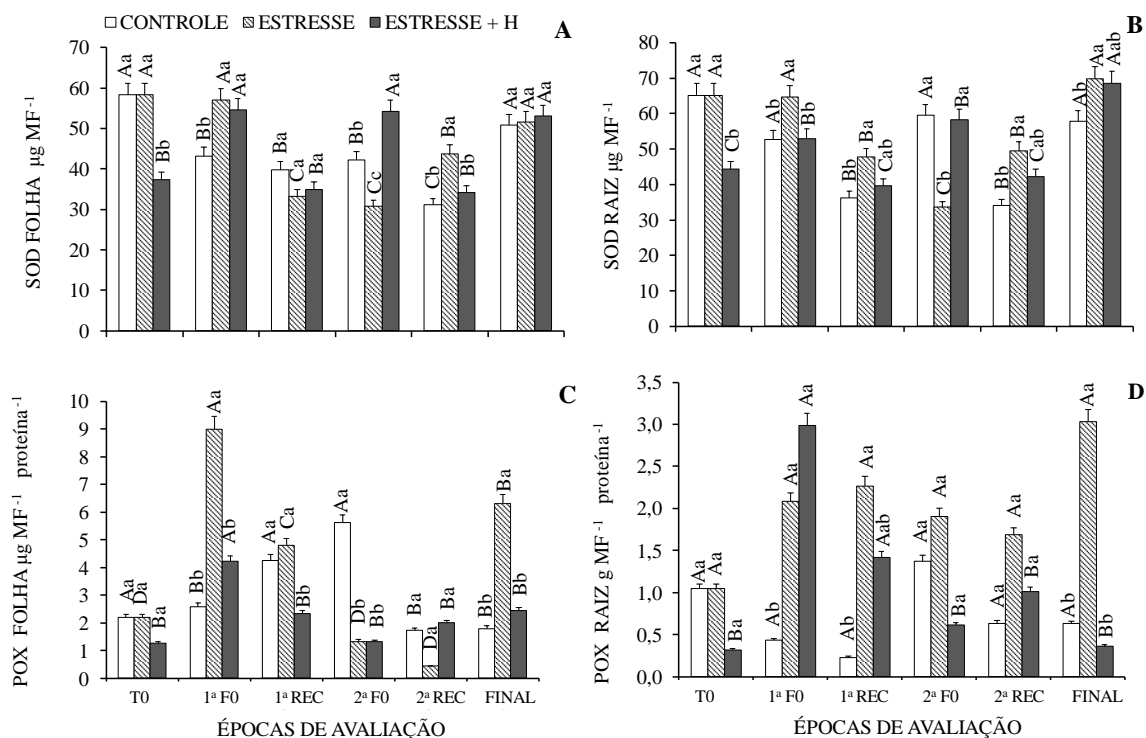 CONTROLE ESTRESSE ESTRESSE + H
A
SOD FOLHA µg MF⁻¹
70
60
50
40
30
20
10
0
Aa Aa Bb Bb Aa Aa Ba Ca Ba Bb Cc Aa Cb Ba Bb Aa Aa Aa
B
SOD RAIZ µg MF⁻¹
80
70
60
50
40
30
20
10
0
Aa Aa Cb Ab Aa Bb Bb Ba Cab Aa Cb Ba Bb Ba Cab Ab Aa Aab
C
POX FOLHA µg MF⁻¹ proteína⁻¹
10
9
8
7
6
5
4
3
2
1
0
Aa Da Ba Bb Aa Ab Aa Ca Bb Aa Db Bb Ba Da Ba Bb Ba Bb
T0 1ª F0 1ª REC 2ª F0 2ª REC FINAL
ÉPOCAS DE AVALIAÇÃO
D
POX RAIZ g MF⁻¹ proteína⁻¹
3,5
3,0
2,5
2,0
1,5
1,0
0,5
0,0
Aa Aa Ba Ab Aa Aa Ab Aa Aab Aa Aa Ba Aa Aa Ba Ab Aa Bb
T0 1ª F0 1ª REC 2ª F0 2ª REC FINAL
ÉPOCAS DE AVALIAÇÃO